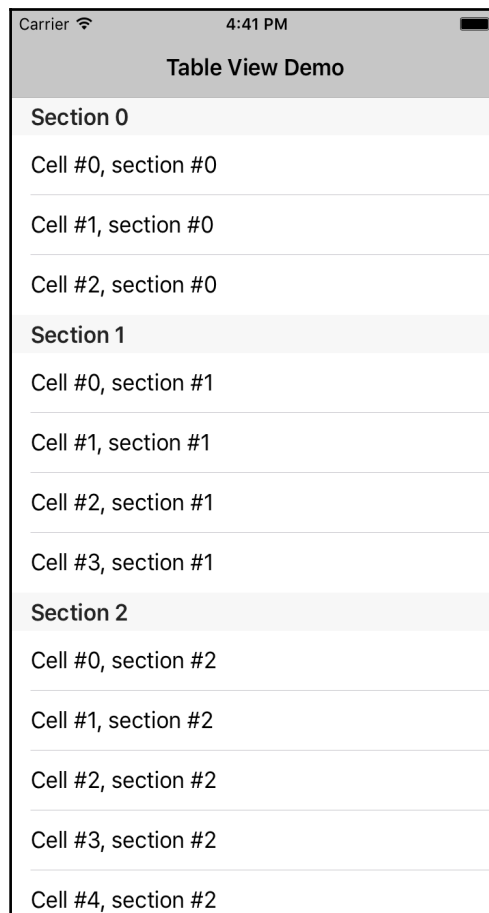 Carrier 4:41 PM
Table View Demo
Section 0
Cell #0, section #0
Cell #1, section #0
Cell #2, section #0
Section 1
Cell #0, section #1
Cell #1, section #1
Cell #2, section #1
Cell #3, section #1
Section 2
Cell #0, section #2
Cell #1, section #2
Cell #2, section #2
Cell #3, section #2
Cell #4, section #2